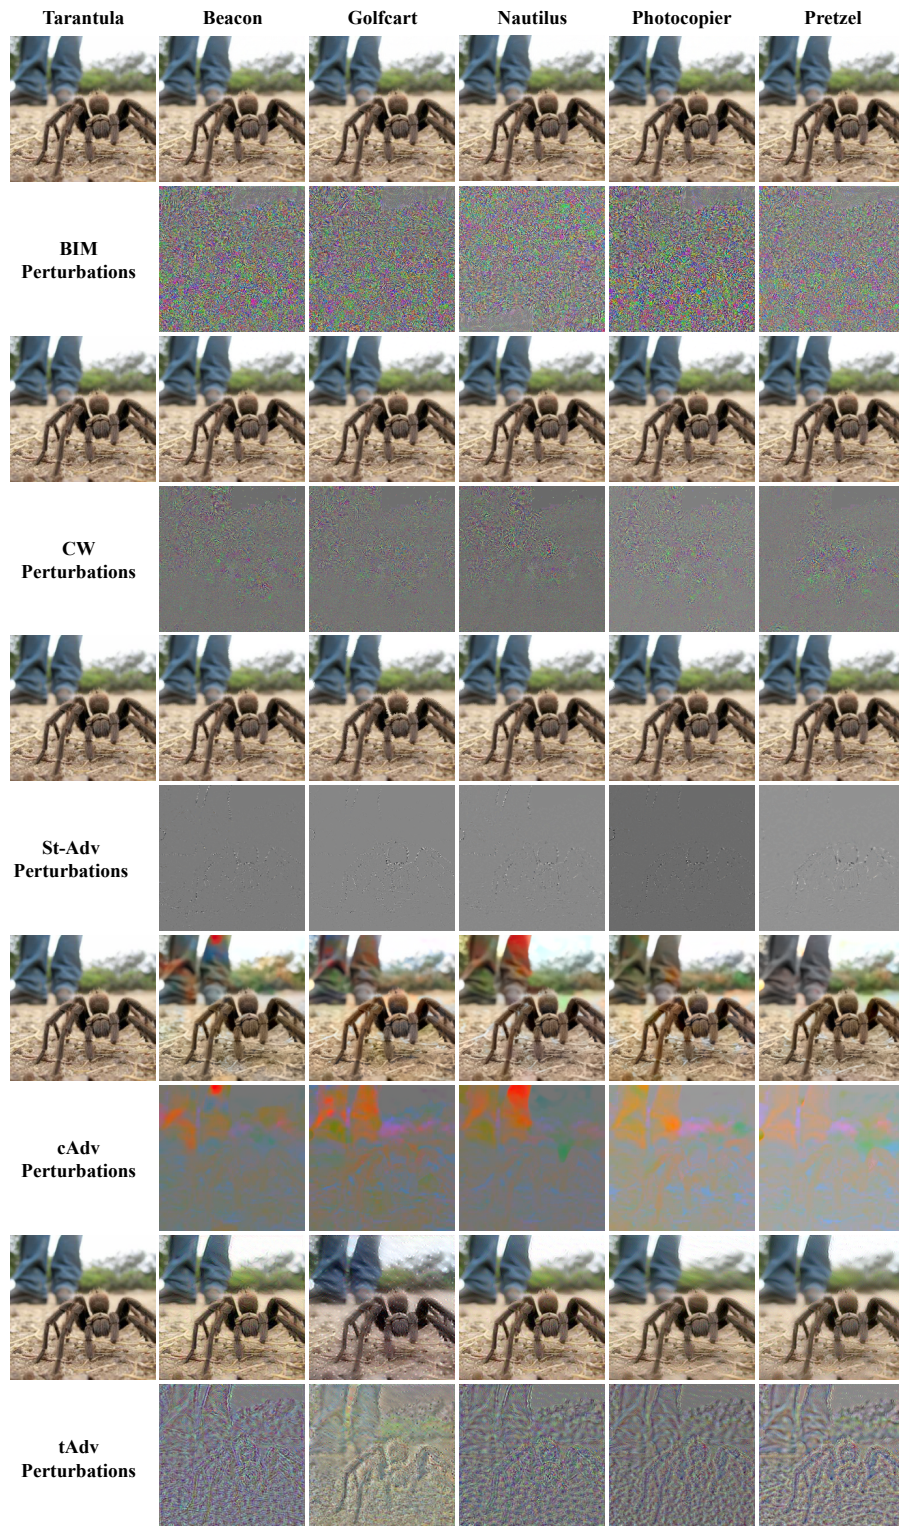 Tarantula Beacon Golfcart Nautilus Photocopier Pretzel
BIM
Perturbations
CW
Perturbations
St-Adv
Perturbations
cAdv
Perturbations
tAdv
Perturbations